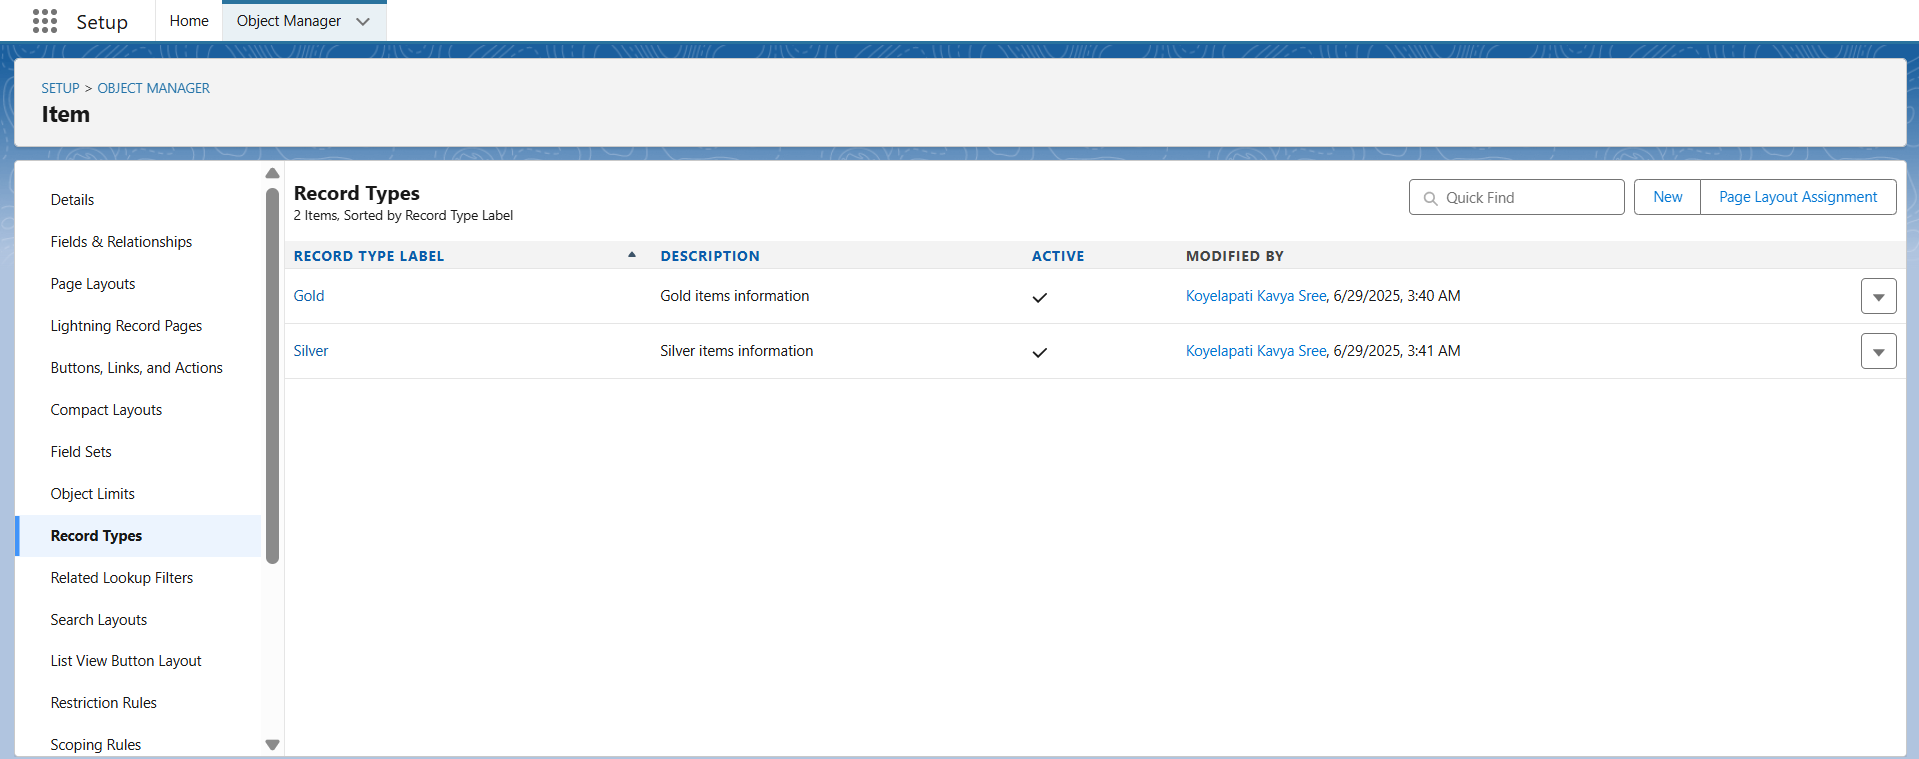 Setup
Home
Object Manager
SETUP > OBJECT MANAGER
Item
Details
Fields & Relationships
Page Layouts
Lightning Record Pages
Buttons, Links, and Actions
Compact Layouts
Field Sets
Object Limits
Record Types
Related Lookup Filters
Search Layouts
List View Button Layout
Restriction Rules
Scoping Rules
Record Types
2 Items, Sorted by Record Type Label
Quick Find
New
Page Layout Assignment
RECORD TYPE LABEL DESCRIPTION ACTIVE MODIFIED BY
Gold Gold items information Koyelapati Kavya Sree, 6/29/2025, 3:40 AM
Silver Silver items information Koyelapati Kavya Sree, 6/29/2025, 3:41 AM